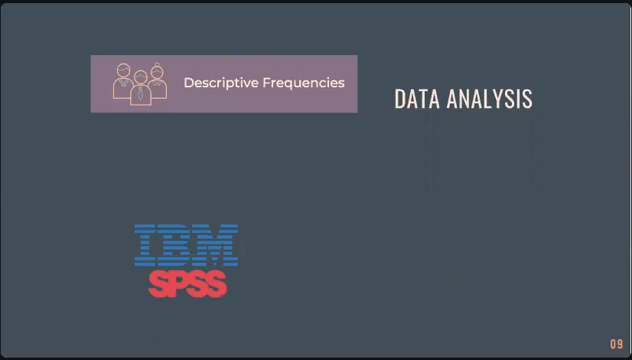 Descriptive Frequencies
DATA ANALYSIS
IBM
SPSS
09